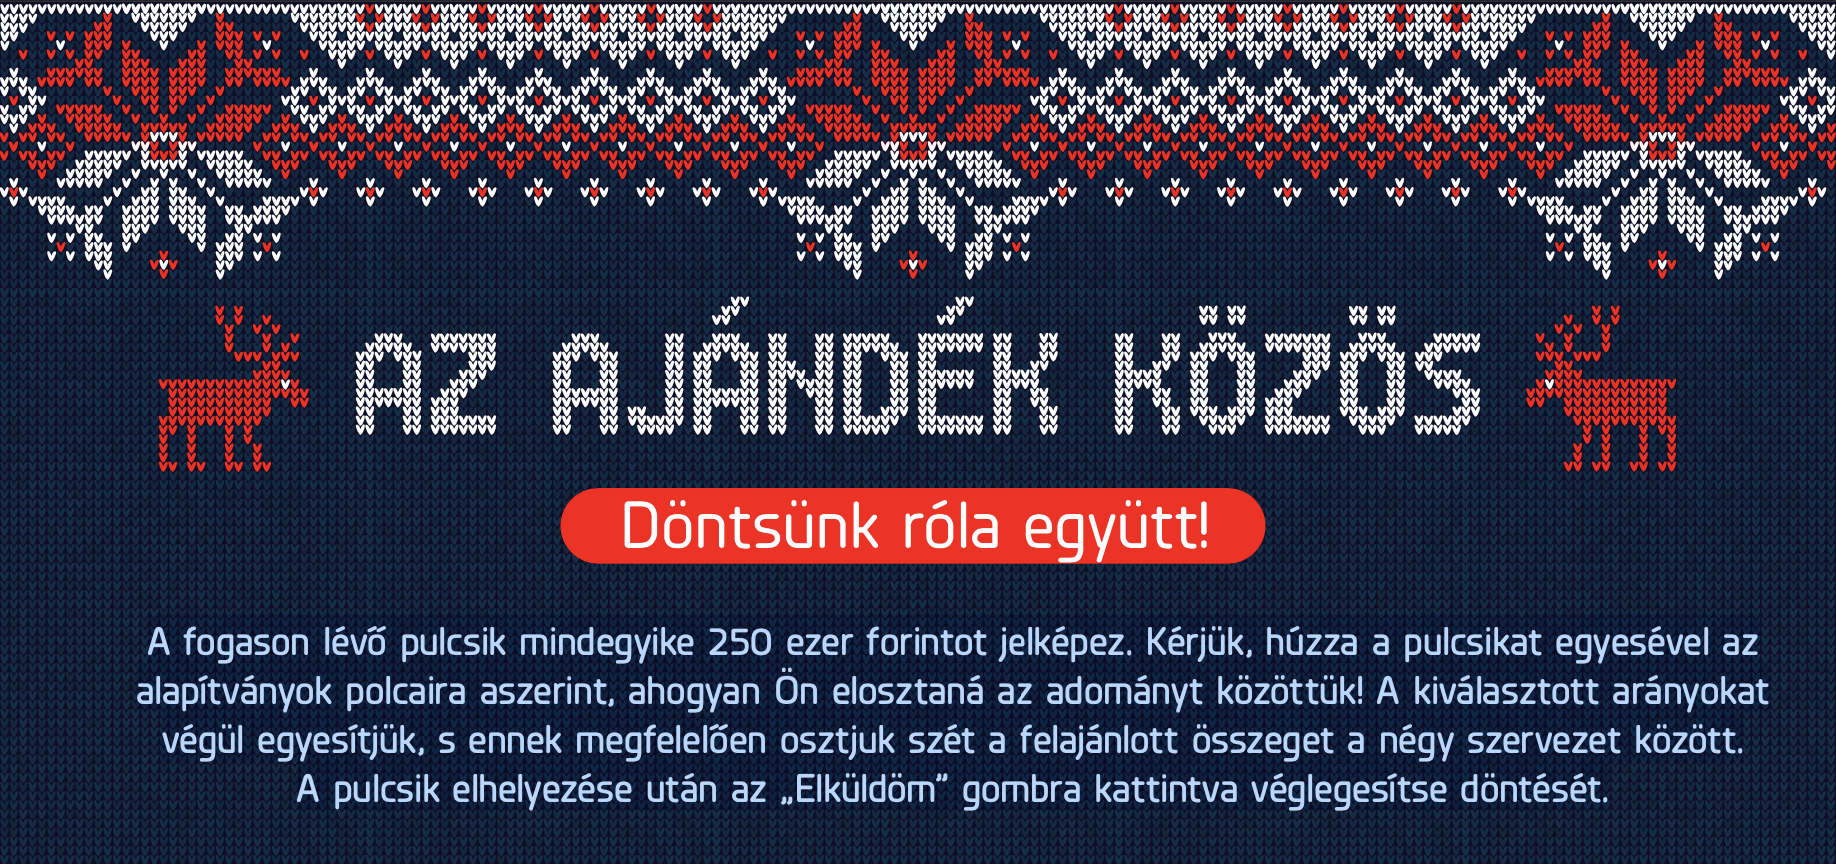 AZ AJÁNDÉK KÖZÖS
Döntsünk róla együtt!
A fogason lévő pulcsik mindegyike 250 ezer forintot jelképez. Kérjük, húzza a pulcsikat egyesével az
alapítványok polcaira aszerint, ahogyan Ön elosztaná az adományt közöttük! A kiválasztott arányokat
végül egyesítjük, s ennek megfelelően osztjuk szét a felajánlott összeget a négy szervezet között.
A pulcsik elhelyezése után az „Elküldöm” gombra kattintva véglegesítse döntését.